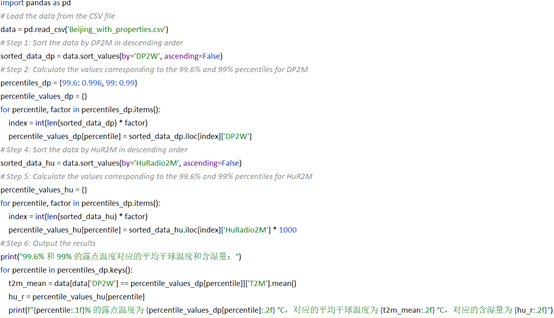 import pandas as pd
# Load the data from the CSV file
data = pd.read_csv('Beijing_with_properties.csv')
# Step 1: Sort the data by DP2M in descending order
sorted_data_dp = data.sort_values(by='DP2W', ascending=False)
# Step 2: Calculate the values corresponding to the 99.6% and 99% percentiles for DP2M
percentiles_dp = {99.6: 0.996, 99: 0.99}
percentile_values_dp = {}
for percentile, factor in percentiles_dp.items():
    index = int(len(sorted_data_dp) * factor)
    percentile_values_dp[percentile] = sorted_data_dp.iloc[index]['DP2W']
# Step 4: Sort the data by HuR2M in descending order
sorted_data_hu = data.sort_values(by='HuRadio2M', ascending=False)
# Step 5: Calculate the values corresponding to the 99.6% and 99% percentiles for HuR2M
percentile_values_hu = {}
for percentile, factor in percentiles_dp.items():
    index = int(len(sorted_data_hu) * factor)
    percentile_values_hu[percentile] = sorted_data_hu.iloc[index]['HuRadio2M'] * 1000
# Step 6: Output the results
print("99.6% 和 99% 的露点温度对应的平均干球温度和含湿量：")
for percentile in percentiles_dp.keys():
    t2m_mean = data[data['DP2W'] == percentile_values_dp[percentile]]['T2M'].mean()
    hu_r = percentile_values_hu[percentile]
    print(f"{percentile:.1f}% 的露点温度为 {percentile_values_dp[percentile]:.2f} °C，对应的平均干球温度为 {t2m_mean:.2f} °C，对应的含湿量为 {hu_r:.2f}")